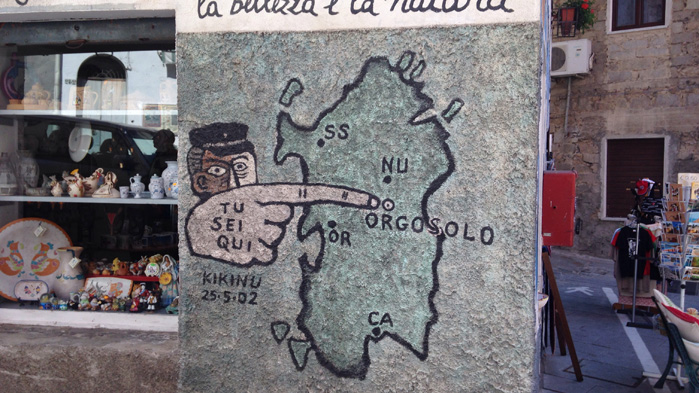 la bellezza e la natura
SS
NU
TU
SEI
QUI
ORGOSOLO
OR
KIKINU
25·5·02
CA